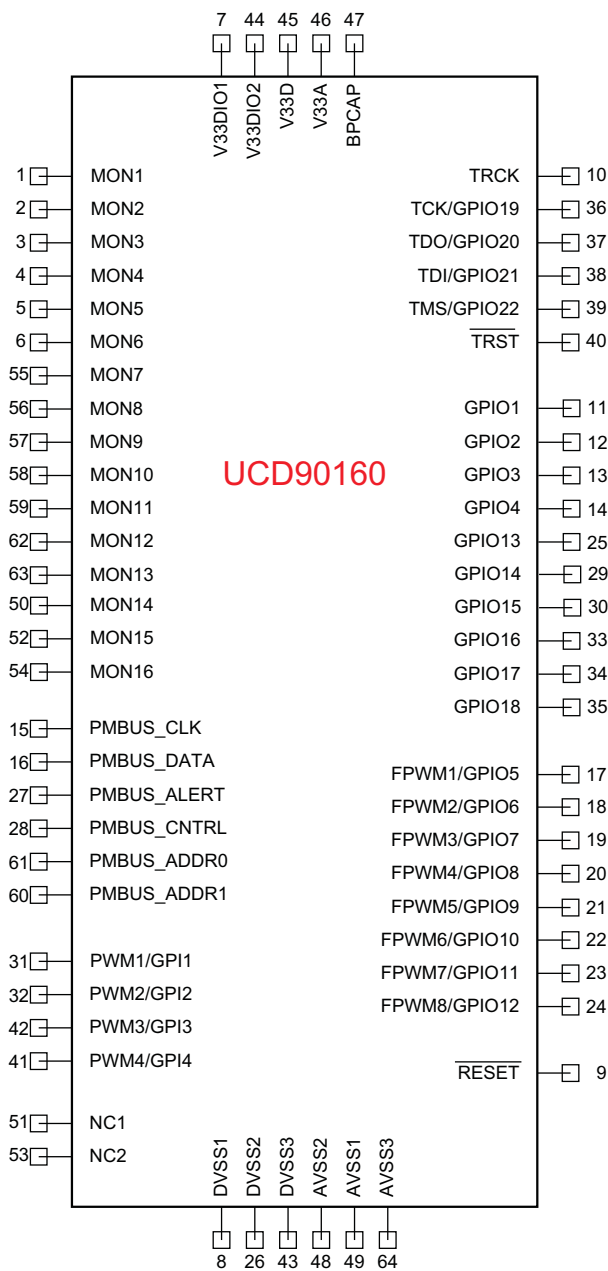 7 44 45 46 47
V33DIO1
V33DIO2
V33D
V33A
BPCAP
1 MON1
2 MON2
3 MON3
4 MON4
5 MON5
6 MON6
55 MON7
56 MON8
57 MON9
58 MON10
59 MON11
62 MON12
63 MON13
50 MON14
52 MON15
54 MON16
15 PMBUS_CLK
16 PMBUS_DATA
27 PMBUS_ALERT
28 PMBUS_CNTRL
61 PMBUS_ADDR0
60 PMBUS_ADDR1
31 PWM1/GPI1
32 PWM2/GPI2
42 PWM3/GPI3
41 PWM4/GPI4
51 NC1
53 NC2
UCD90160
TRCK 10
TCK/GPIO19 36
TDO/GPIO20 37
TDI/GPIO21 38
TMS/GPIO22 39
TRST 40
GPIO1 11
GPIO2 12
GPIO3 13
GPIO4 14
GPIO13 25
GPIO14 29
GPIO15 30
GPIO16 33
GPIO17 34
GPIO18 35
FPWM1/GPIO5 17
FPWM2/GPIO6 18
FPWM3/GPIO7 19
FPWM4/GPIO8 20
FPWM5/GPIO9 21
FPWM6/GPIO10 22
FPWM7/GPIO11 23
FPWM8/GPIO12 24
RESET 9
DVSS1
DVSS2
DVSS3
AVSS2
AVSS1
AVSS3
8 26 43 48 49 64